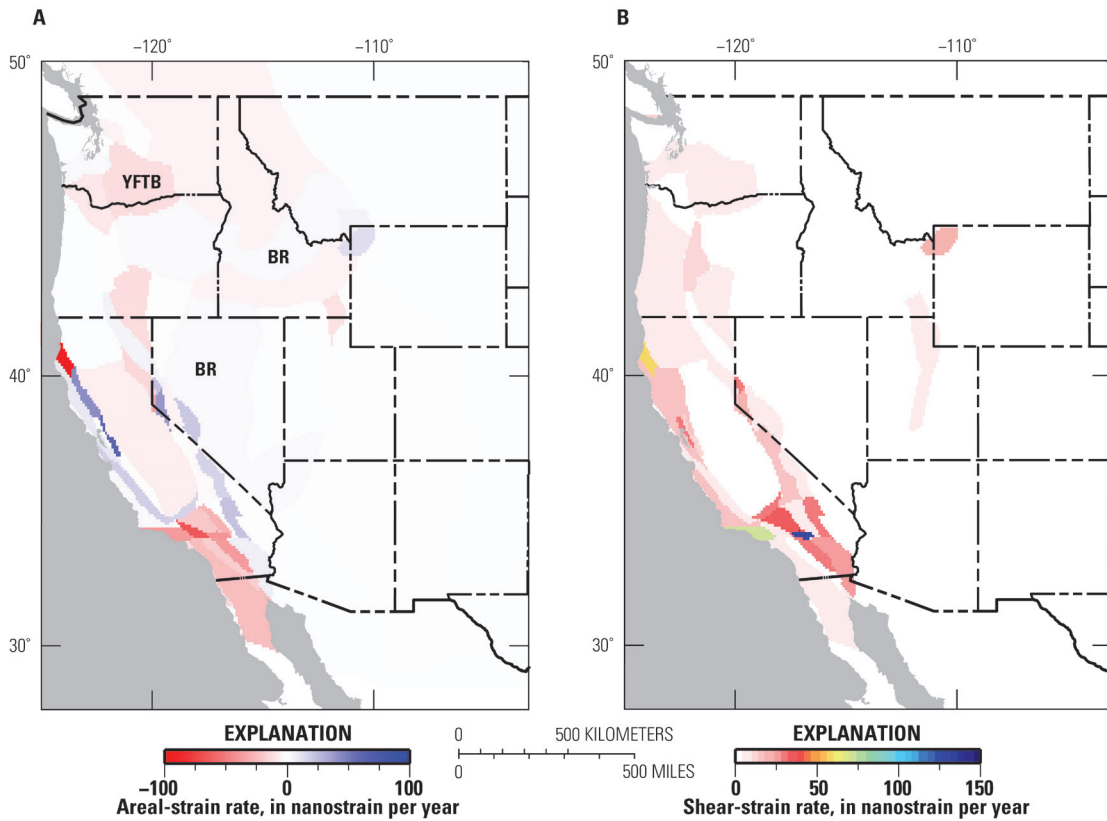 A
B
−120° −110°
−120° −110°
50°
50°
YFTB
BR
BR
40°
40°
30°
30°
EXPLANATION
−100 0 100
Areal-strain rate, in nanostrain per year
0 500 KILOMETERS
0 500 MILES
EXPLANATION
0 50 100 150
Shear-strain rate, in nanostrain per year